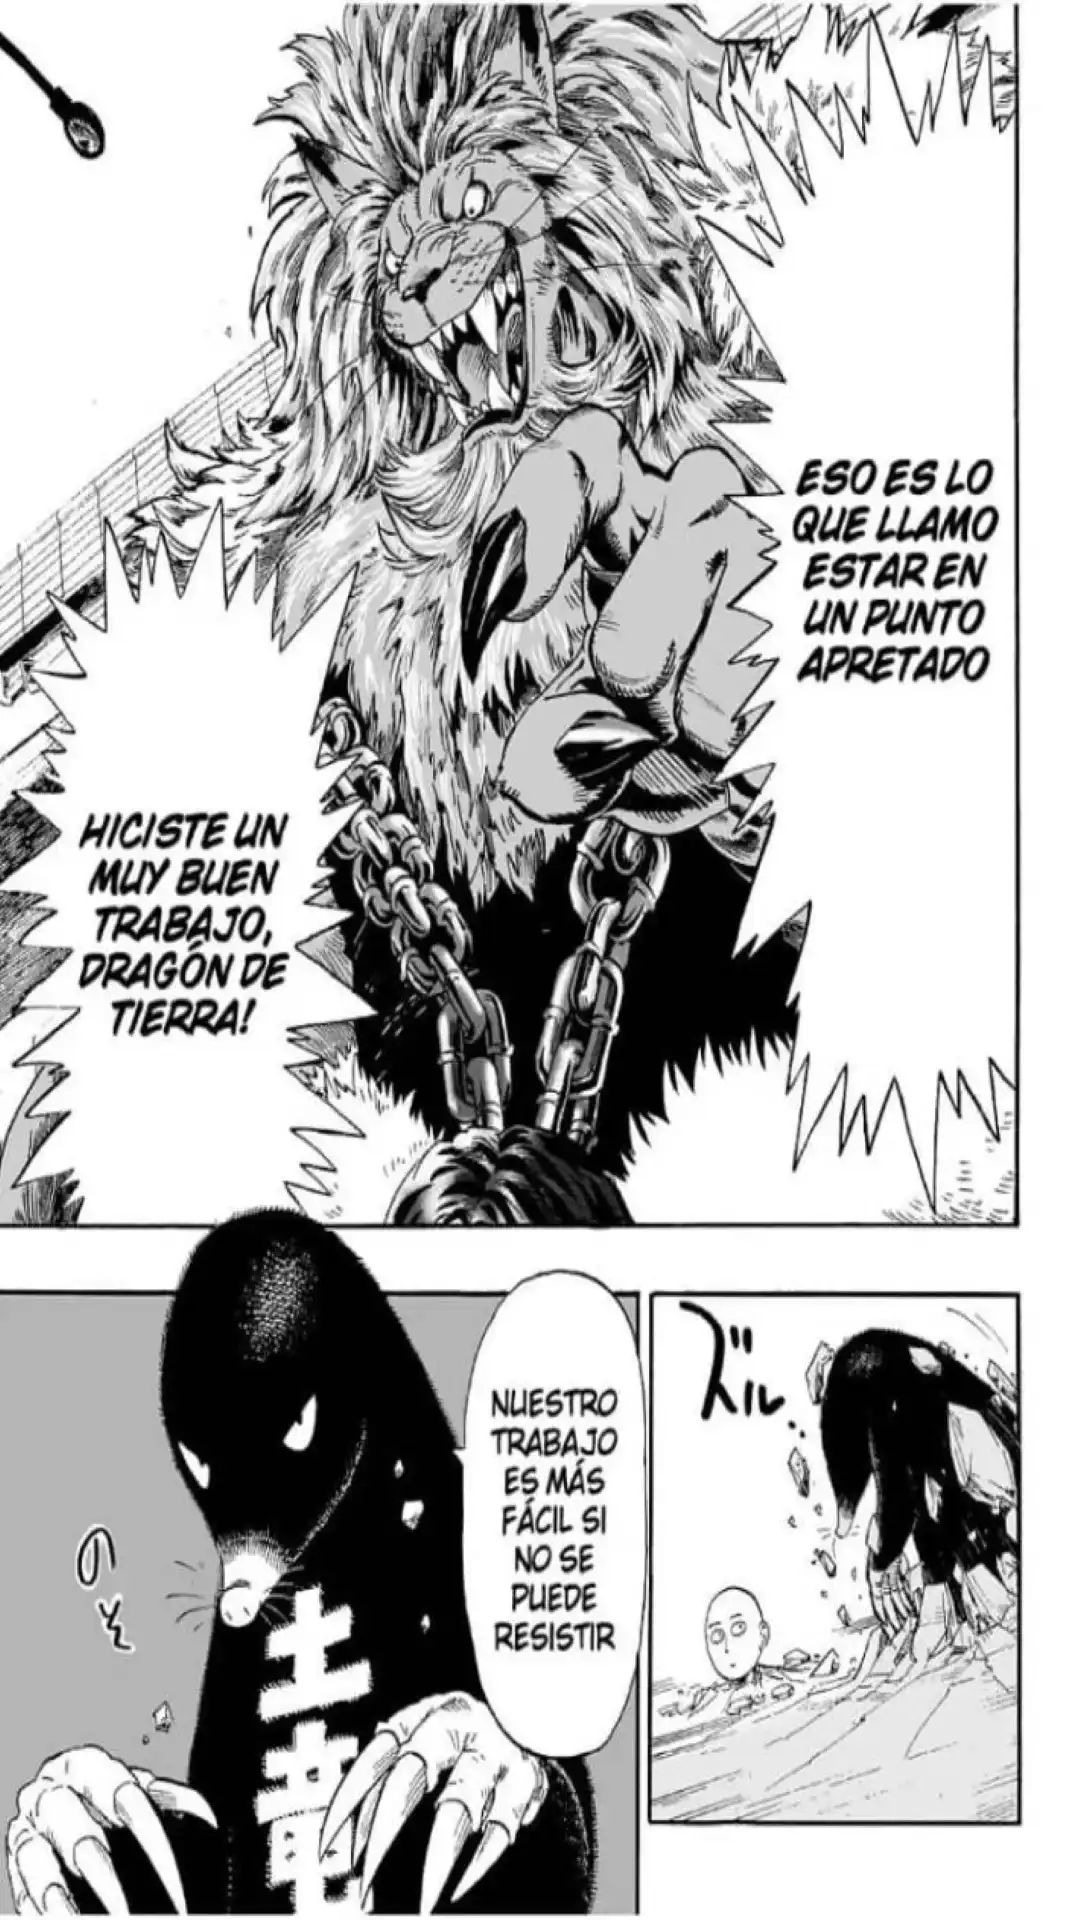 ESO ES LO
QUE LLAMO
ESTAR EN
UN PUNTO
APRETADO
HICISTE UN
MUY BUEN
TRABAJO,
DRAGÓN DE
TIERRA!
ズル..
NUESTRO
TRABAJO
ES MÁS
FÁCIL SI
NO SE
PUEDE
RESISTIR
のそ
土竜